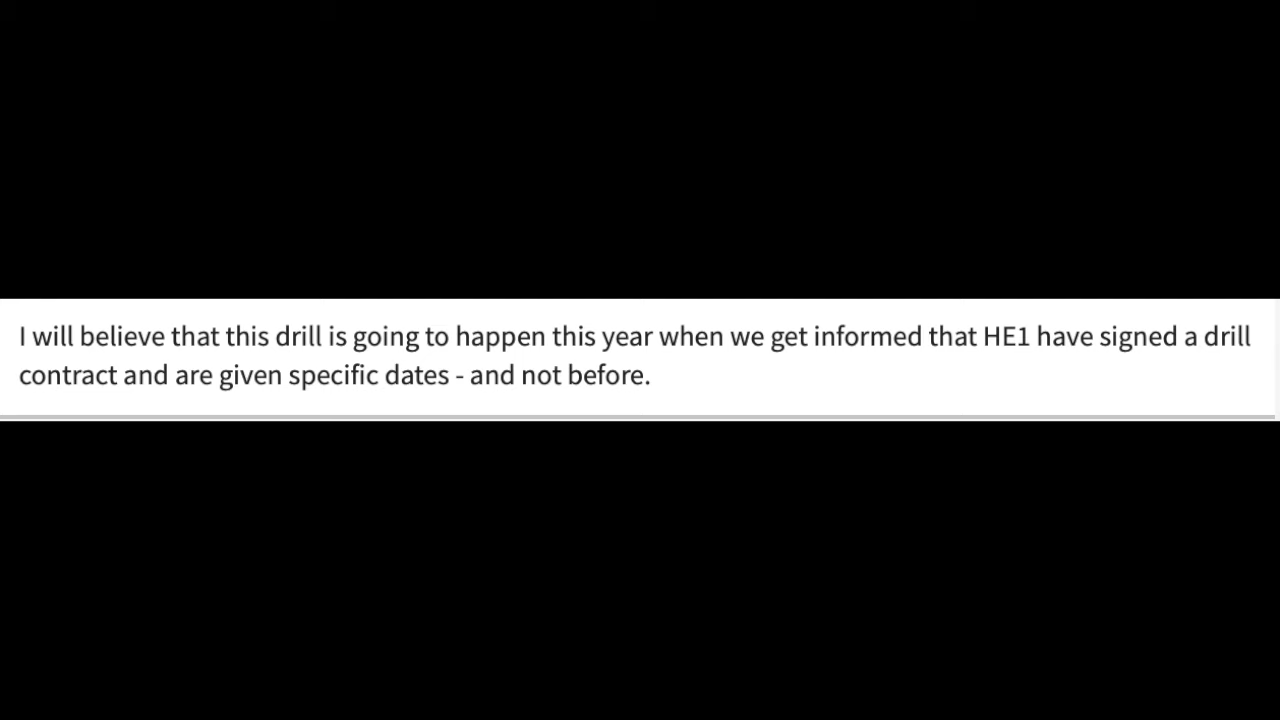 I will believe that this drill is going to happen this year when we get informed that HE1 have signed a drill
contract and are given specific dates - and not before.